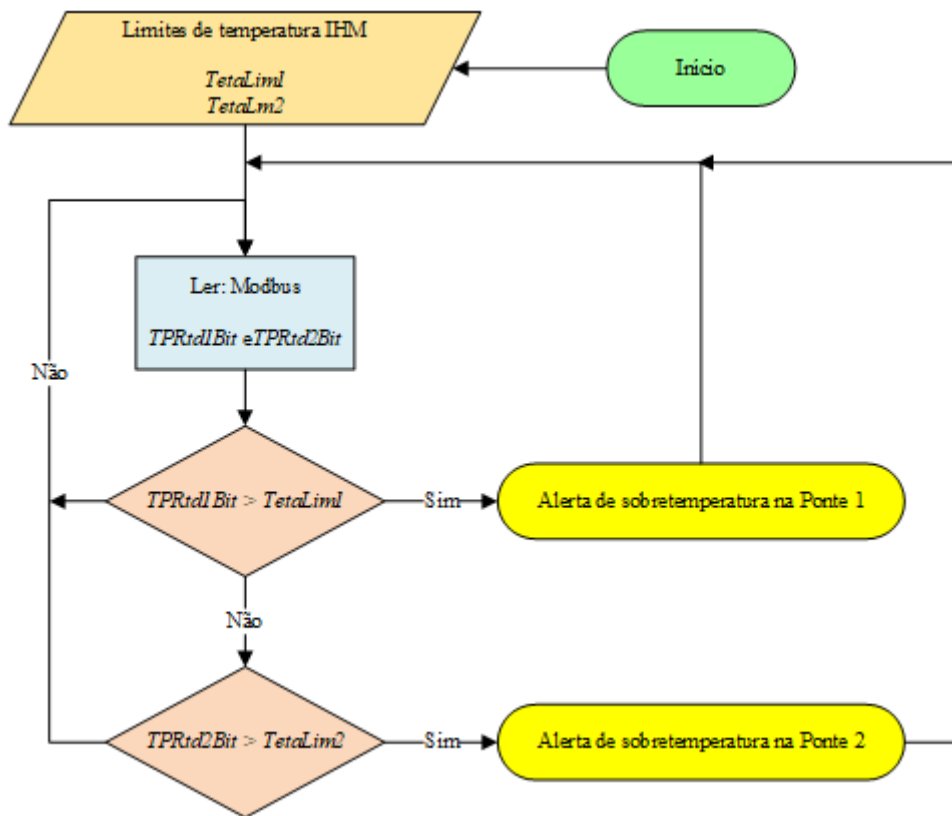 Limites de temperatura IHM
TetaLim1
TetaLm2
Inicio
Ler: Modbus
TPRtd1Bit eTPRtd2Bit
Não
TPRtd1Bit > TetaLim1
Sim
Alerta de sobretemperatura na Ponte 1
Não
TPRtd2Bit > TetaLim2
Sim
Alerta de sobretemperatura na Ponte 2